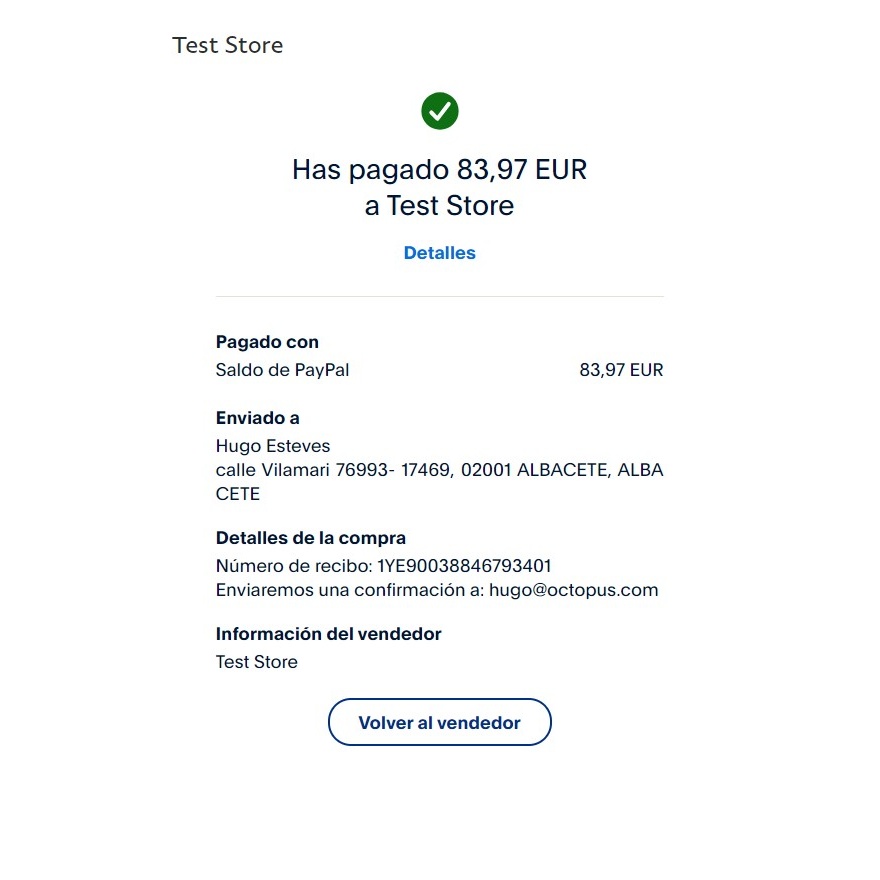 Test Store
Has pagado 83,97 EUR
a Test Store
Detalles
Pagado con
Saldo de PayPal 83,97 EUR
Enviado a
Hugo Esteves
calle Vilamari 76993- 17469, 02001 ALBACETE, ALBA
CETE
Detalles de la compra
Número de recibo: 1YE90038846793401
Enviaremos una confirmación a: hugo@octopus.com
Información del vendedor
Test Store
Volver al vendedor